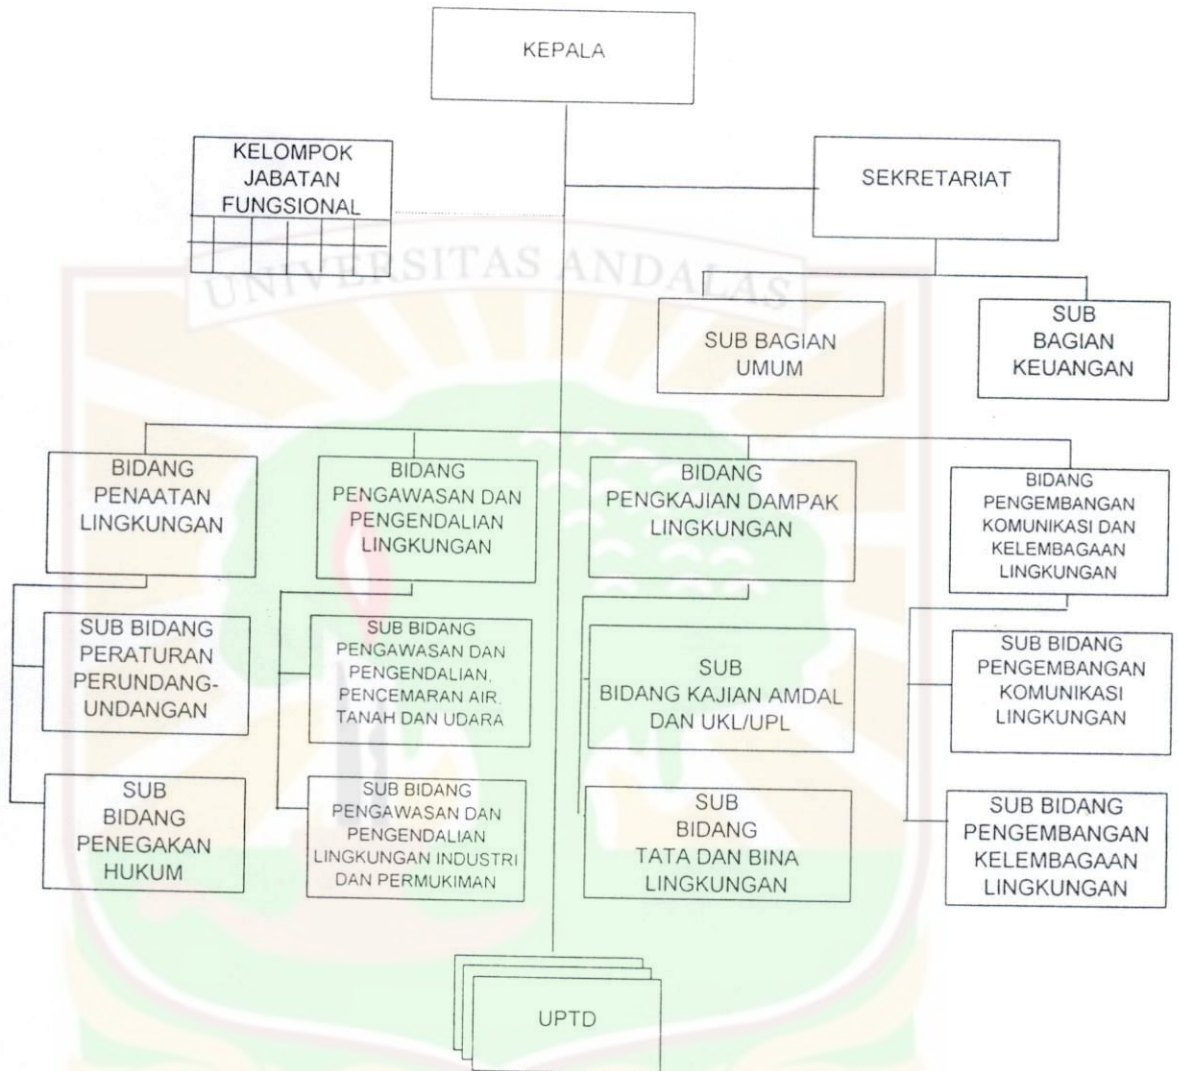 KEPALA
KELOMPOK
JABATAN
FUNGSIONAL
SEKRETARIAT
UNIVERSITAS ANDALAS
SUB BAGIAN
UMUM
SUB
BAGIAN
KEUANGAN
BIDANG
PENAATAN
LINGKUNGAN
BIDANG
PENGAWASAN DAN
PENGENDALIAN
LINGKUNGAN
BIDANG
PENGKAJIAN DAMPAK
LINGKUNGAN
BIDANG
PENGEMBANGAN
KOMUNIKASI DAN
KELEMBAGAAN
LINGKUNGAN
SUB BIDANG
PERATURAN
PERUNDANG-
UNDANGAN
SUB BIDANG
PENGAWASAN DAN
PENGENDALIAN,
PENCEMARAN AIR,
TANAH DAN UDARA
SUB
BIDANG KAJIAN AMDAL
DAN UKL/UPL
SUB BIDANG
PENGEMBANGAN
KOMUNIKASI
LINGKUNGAN
SUB
BIDANG
PENEGAKAN
HUKUM
SUB BIDANG
PENGAWASAN DAN
PENGENDALIAN
LINGKUNGAN INDUSTRI
DAN PERMUKIMAN
SUB
BIDANG
TATA DAN BINA
LINGKUNGAN
SUB BIDANG
PENGEMBANGAN
KELEMBAGAAN
LINGKUNGAN
UPTD